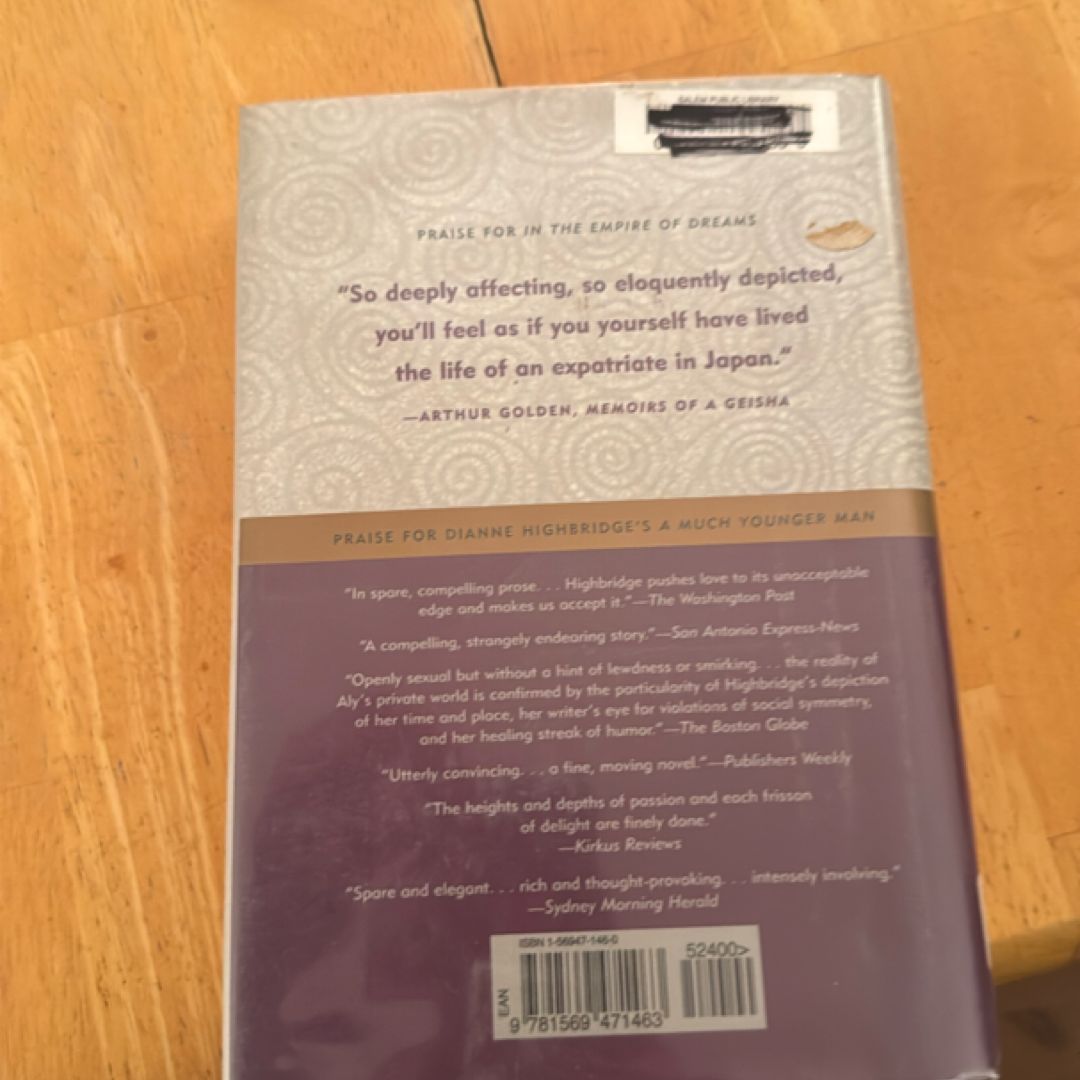 PRAISE FOR IN THE EMPIRE OF DREAMS
"So deeply affecting, so eloquently depicted,
you'll feel as if you yourself have lived
the life of an expatriate in Japan."
—ARTHUR GOLDEN, MEMOIRS OF A GEISHA
PRAISE FOR DIANNE HIGHBRIDGE'S A MUCH YOUNGER MAN
"In spare, compelling prose. . . Highbridge pushes love to its unacceptable
edge and makes us accept it."—The Washington Post
"A compelling, strangely endearing story."—San Antonio Express-News
"Openly sexual but without a hint of lewdness or smirking. . . the reality of
Aly's private world is confirmed by the particularity of Highbridge's depiction
of her time and place, her writer's eye for violations of social symmetry,
and her healing streak of humor."—The Boston Globe
"Utterly convincing. . . a fine, moving novel."—Publishers Weekly
"The heights and depths of passion and each frisson
of delight are finely done."
—Kirkus Reviews
"Spare and elegant. . . rich and thought-provoking. . . intensely involving."
—Sydney Morning Herald
ISBN 1-56947-146-0
52400>
EAN
9 781569 471463